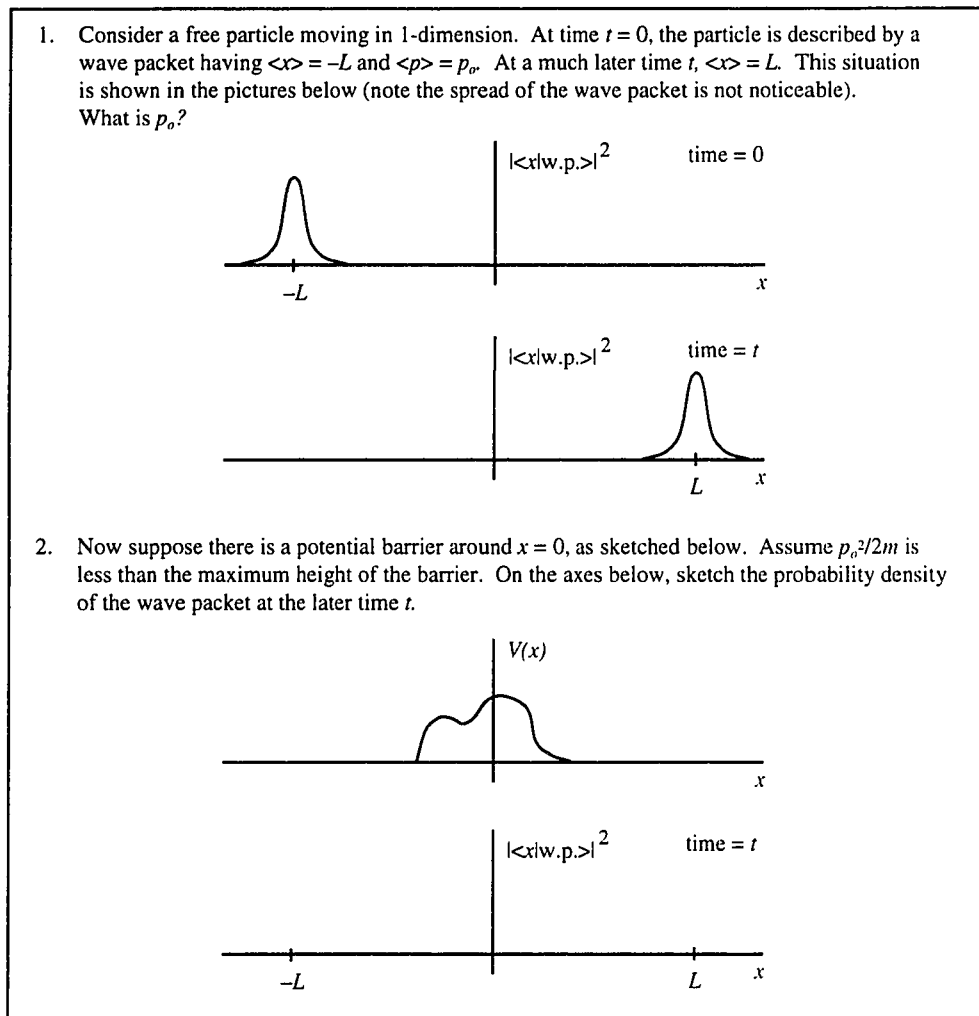 1. Consider a free particle moving in 1-dimension. At time t = 0, the particle is described by a
wave packet having <x> = –L and <p> = pₒ. At a much later time t, <x> = L. This situation
is shown in the pictures below (note the spread of the wave packet is not noticeable).
What is pₒ?
|<x|w.p.>|² time = 0
–L
x
|<x|w.p.>|² time = t
L
x
2. Now suppose there is a potential barrier around x = 0, as sketched below. Assume pₒ²/2m is
less than the maximum height of the barrier. On the axes below, sketch the probability density
of the wave packet at the later time t.
V(x)
x
|<x|w.p.>|² time = t
–L L x